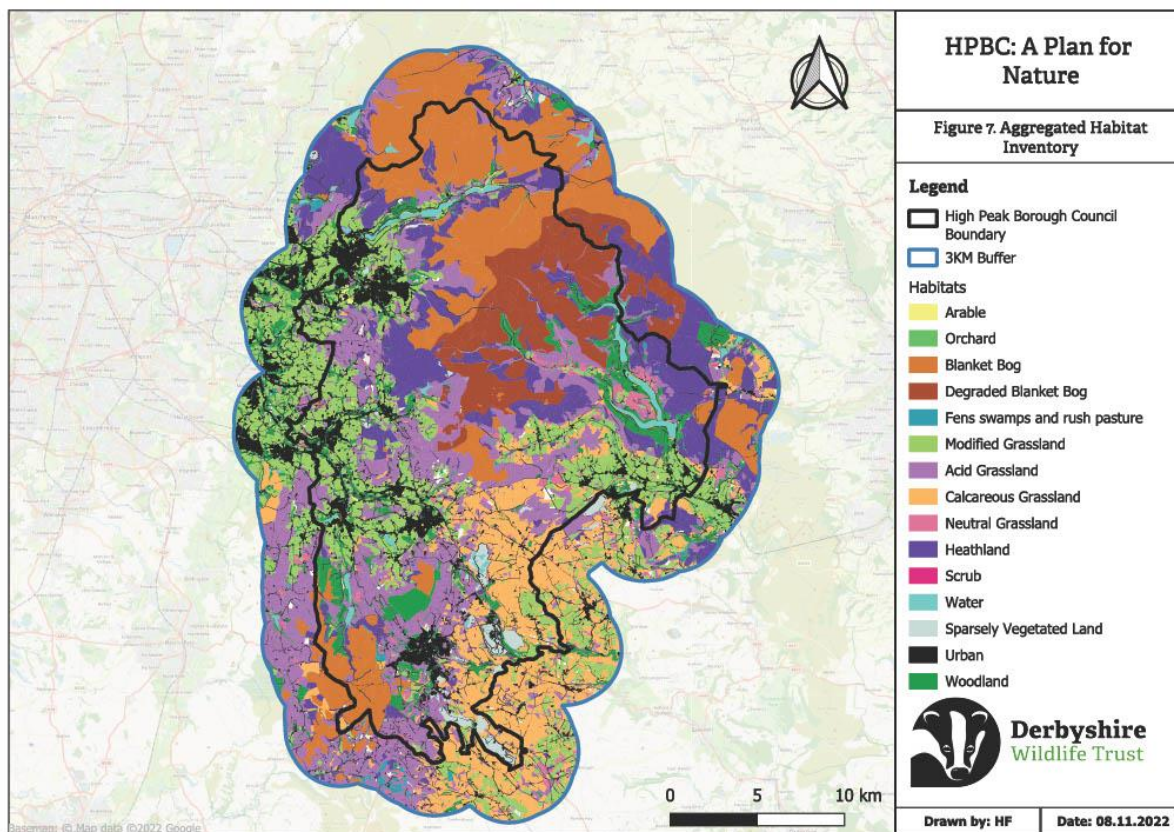 HPBC: A Plan for
Nature
Figure 7. Aggregated Habitat
Inventory
Legend
High Peak Borough Council
Boundary
3KM Buffer
Habitats
Arable
Orchard
Blanket Bog
Degraded Blanket Bog
Fens swamps and rush pasture
Modified Grassland
Acid Grassland
Calcareous Grassland
Neutral Grassland
Heathland
Scrub
Water
Sparsely Vegetated Land
Urban
Woodland
Derbyshire
Wildlife Trust
0 5 10 km
Basemap: © Map data ©2022 Google
Drawn by: HF Date: 08.11.2022